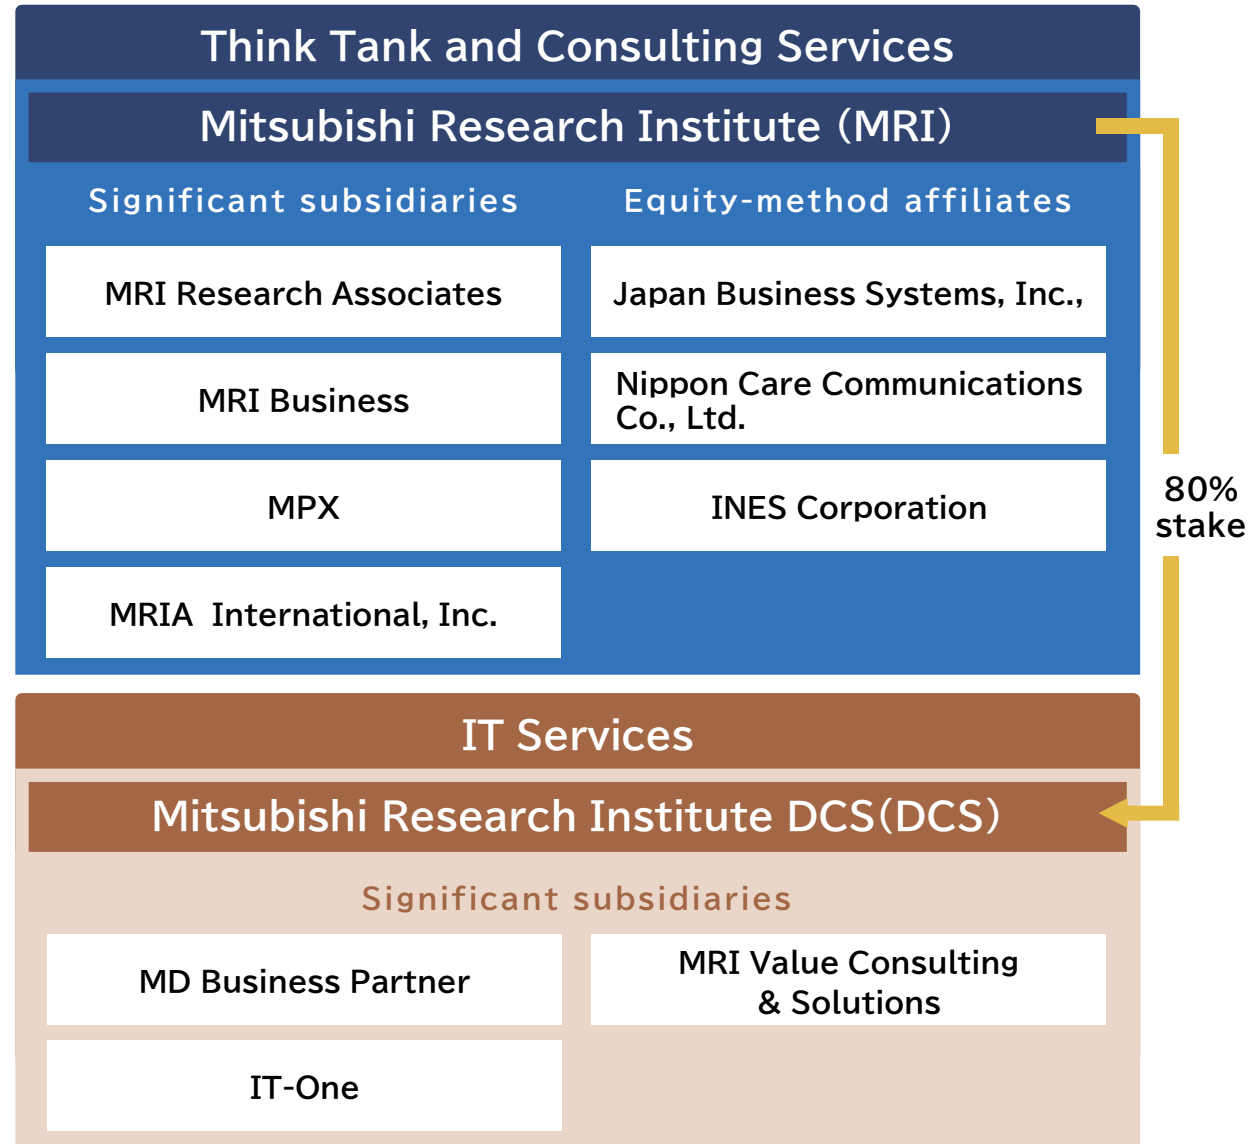 Think Tank and Consulting Services
Mitsubishi Research Institute (MRI)
Significant subsidiaries
MRI Research Associates
MRI Business
MPX
MRIA International, Inc.
Equity-method affiliates
Japan Business Systems, Inc.,
Nippon Care Communications
Co., Ltd.
INES Corporation
80%
stake
IT Services
Mitsubishi Research Institute DCS(DCS)
Significant subsidiaries
MD Business Partner
MRI Value Consulting
& Solutions
IT-One